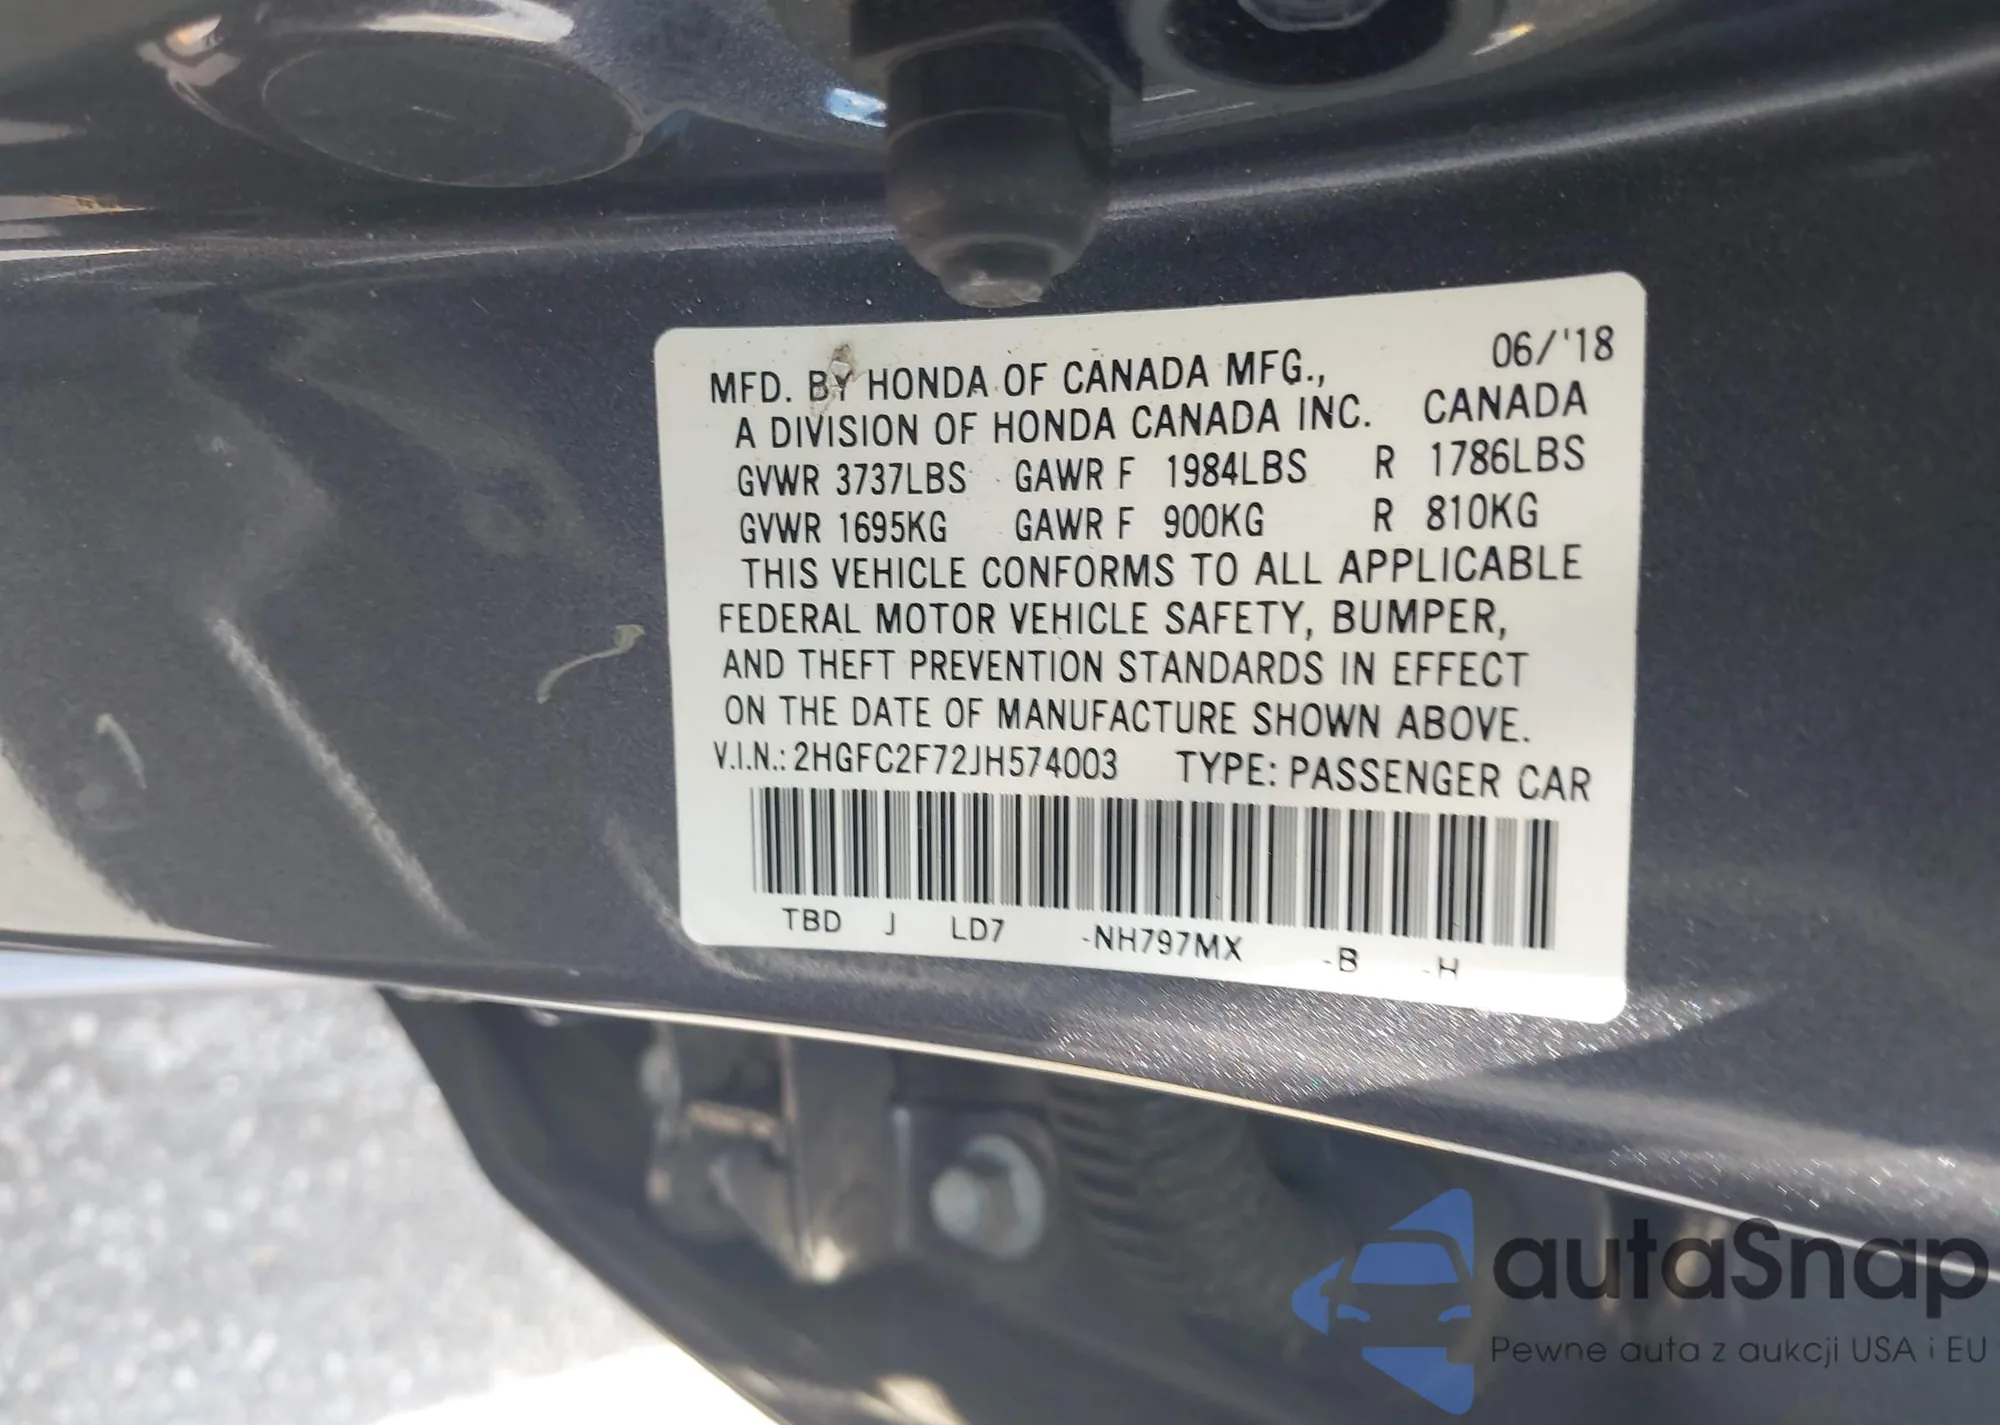 06/'18
MFD. BY HONDA OF CANADA MFG.,
A DIVISION OF HONDA CANADA INC. CANADA
GVWR 3737LBS GAWR F 1984LBS R 1786LBS
GVWR 1695KG GAWR F 900KG R 810KG
THIS VEHICLE CONFORMS TO ALL APPLICABLE
FEDERAL MOTOR VEHICLE SAFETY, BUMPER,
AND THEFT PREVENTION STANDARDS IN EFFECT
ON THE DATE OF MANUFACTURE SHOWN ABOVE.
V.I.N.: 2HGFC2F72JH574003 TYPE: PASSENGER CAR
TBD J LD7 -NH797MX -B -H
autaSnap
Pewne auta z aukcji USA i EU